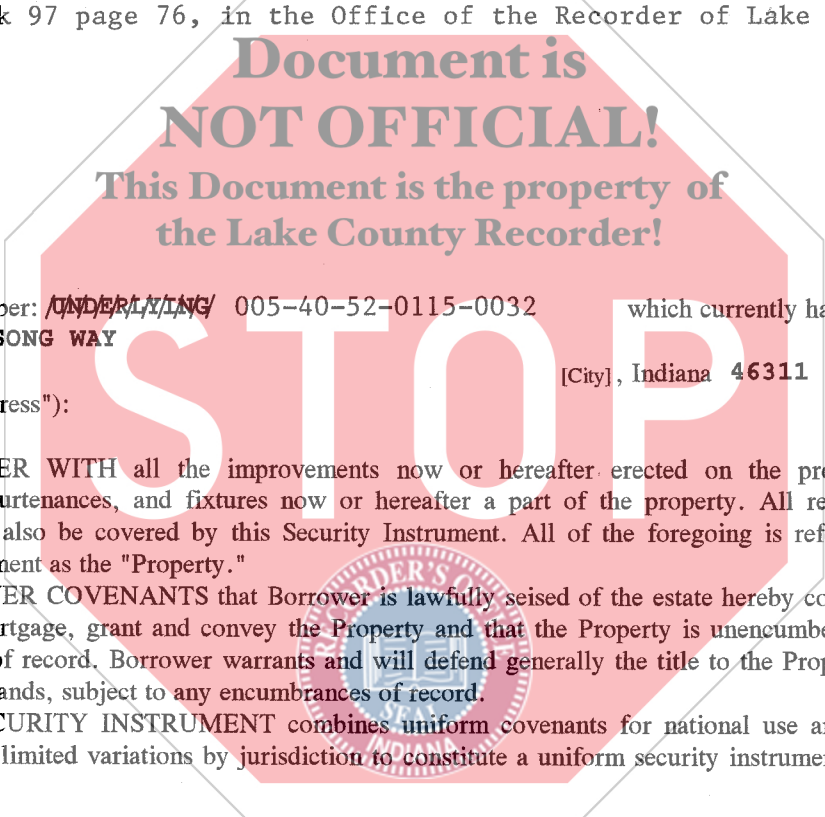 k 97 page 76, in the Office of the Recorder of Lake
Document is
NOT OFFICIAL!
This Document is the property of
the Lake County Recorder!
ber: UNDERLYING 005-40-52-0115-0032 which currently ha
SONG WAY
[City], Indiana 46311
ress"):
STOP
ER WITH all the improvements now or hereafter erected on the pro
urtenances, and fixtures now or hereafter a part of the property. All re
also be covered by this Security Instrument. All of the foregoing is ref
ment as the "Property."
ER COVENANTS that Borrower is lawfully seised of the estate hereby co
rtgage, grant and convey the Property and that the Property is unencumbe
of record. Borrower warrants and will defend generally the title to the Prop
ands, subject to any encumbrances of record.
CURITY INSTRUMENT combines uniform covenants for national use a
limited variations by jurisdiction to constitute a uniform security instrume
RECORDER'S OFFICE
SEAL
INDIANA